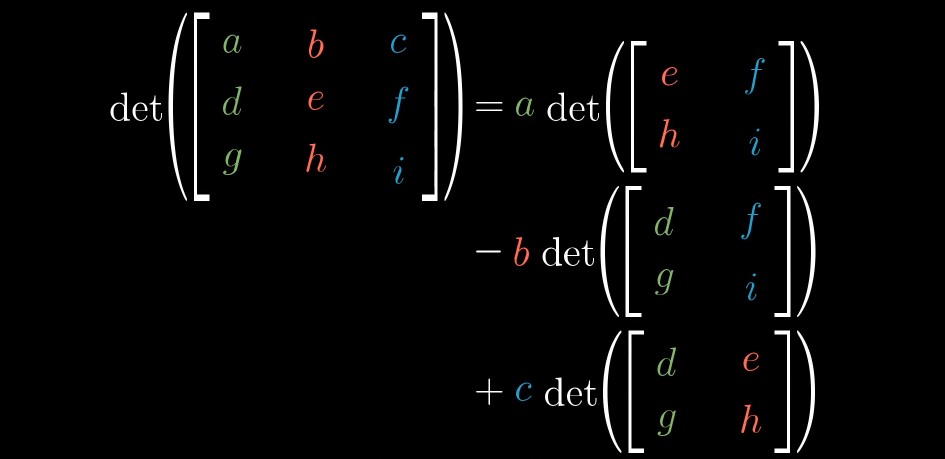 det([a b c
d e f
g h i]) = a det([e f
h i])
− b det([d f
g i])
+ c det([d e
g h])